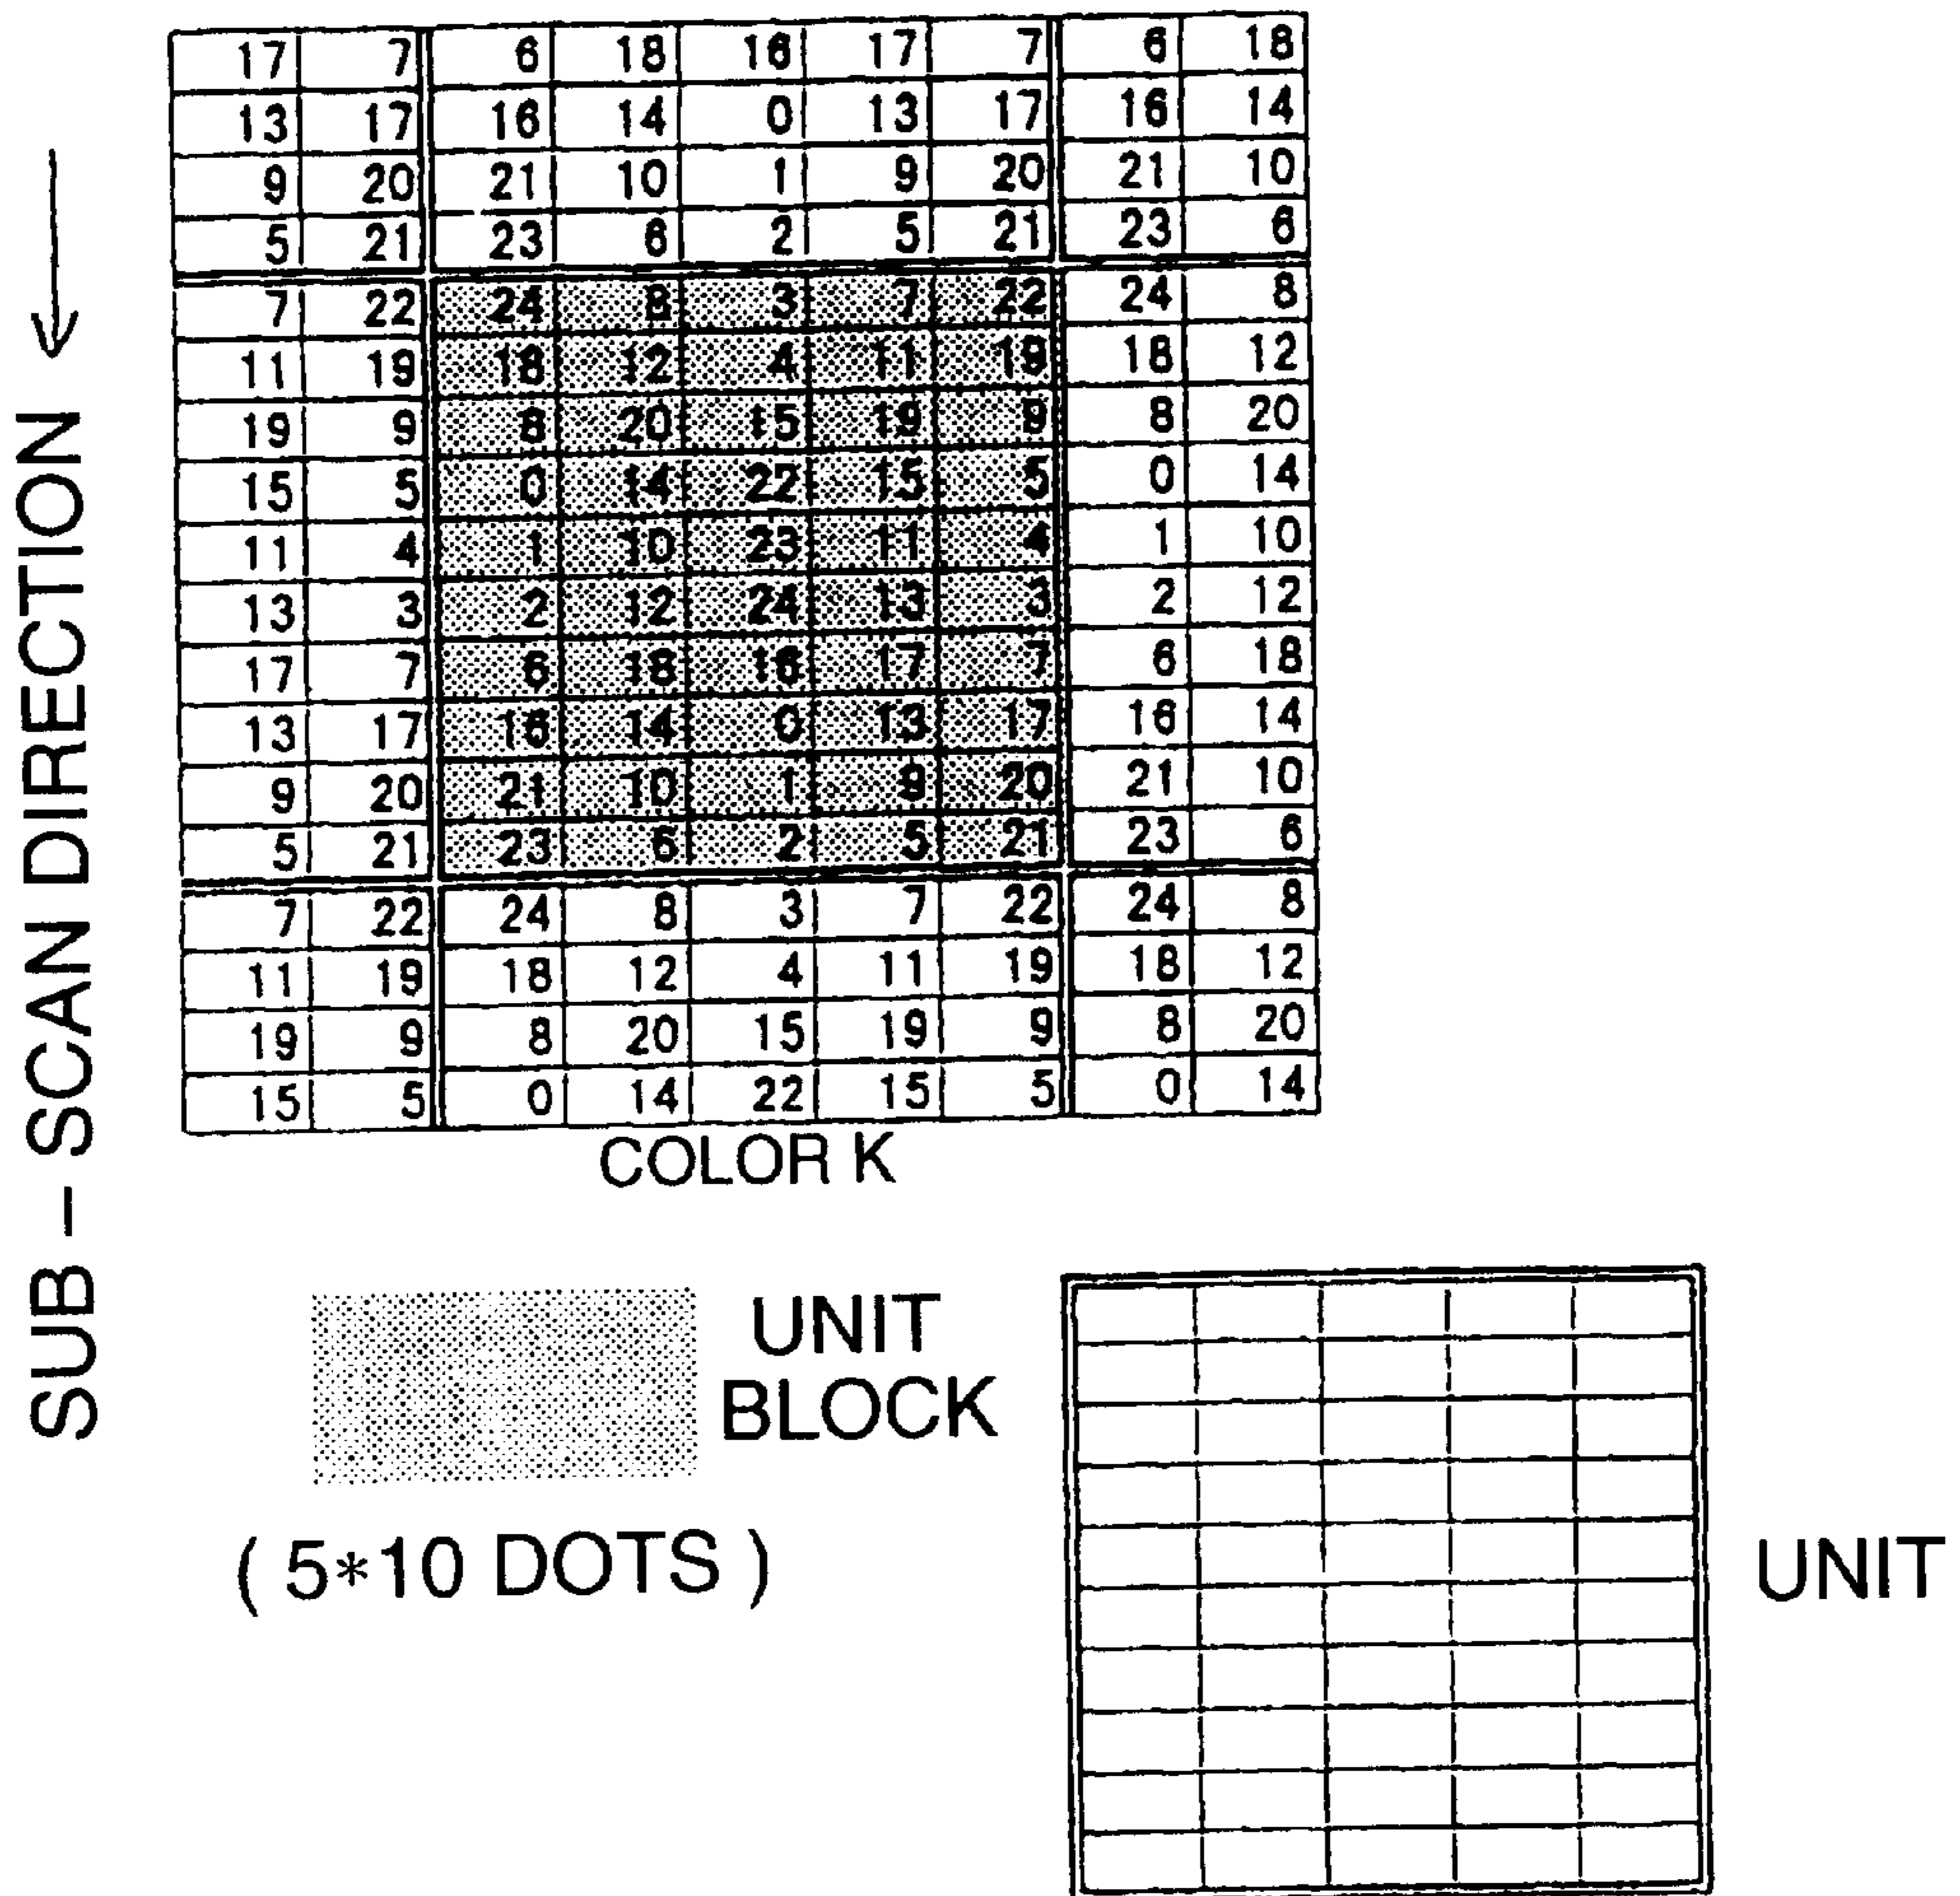 17 7 6 18 16 17 7 6 18
13 17 16 14 0 13 17 16 14
9 20 21 10 1 9 20 21 10
5 21 23 6 2 5 21 23 6
7 22 24 8 3 7 22 24 8
11 19 18 12 4 11 19 18 12
19 9 8 20 15 19 9 8 20
15 5 0 14 22 15 5 0 14
11 4 1 10 23 11 4 1 10
13 3 2 12 24 13 3 2 12
17 7 6 18 16 17 7 6 18
13 17 16 14 0 13 17 16 14
9 20 21 10 1 9 20 21 10
5 21 23 6 2 5 21 23 6
7 22 24 8 3 7 22 24 8
11 19 18 12 4 11 19 18 12
19 9 8 20 15 19 9 8 20
15 5 0 14 22 15 5 0 14
COLOR K
SUB – SCAN DIRECTION
UNIT
BLOCK
( 5*10 DOTS )
UNIT